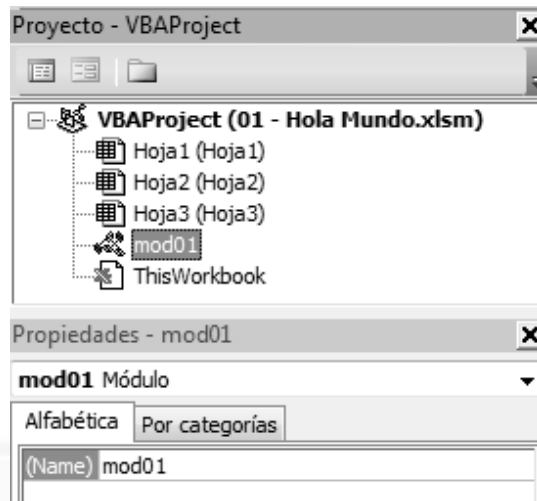 Proyecto - VBAProject
VBAProject (01 - Hola Mundo.xlsm)
Hoja1 (Hoja1)
Hoja2 (Hoja2)
Hoja3 (Hoja3)
mod01
ThisWorkbook
Propiedades - mod01
mod01 Módulo
Alfabética Por categorías
(Name) mod01